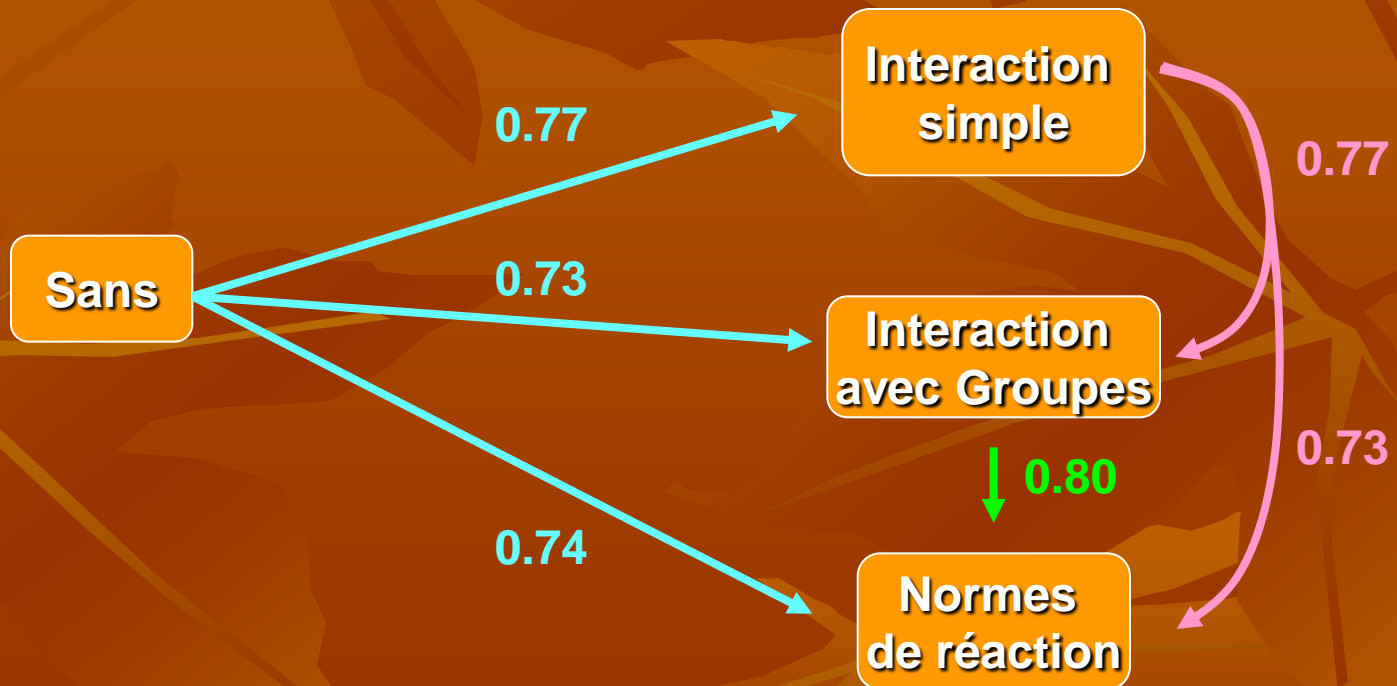 Interaction
simple
0.77
0.77
Sans
0.73
Interaction
avec Groupes
0.73
0.80
0.74
Normes
de réaction